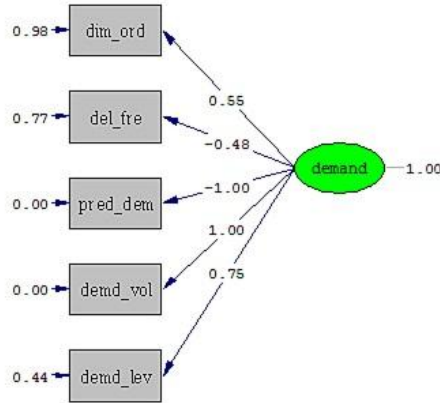 0.98
dim_ord
0.55
0.77
del_fre
-0.48
demand
1.00
0.00
pred_dem
-1.00
1.00
0.00
demd_vol
0.75
0.44
demd_lev